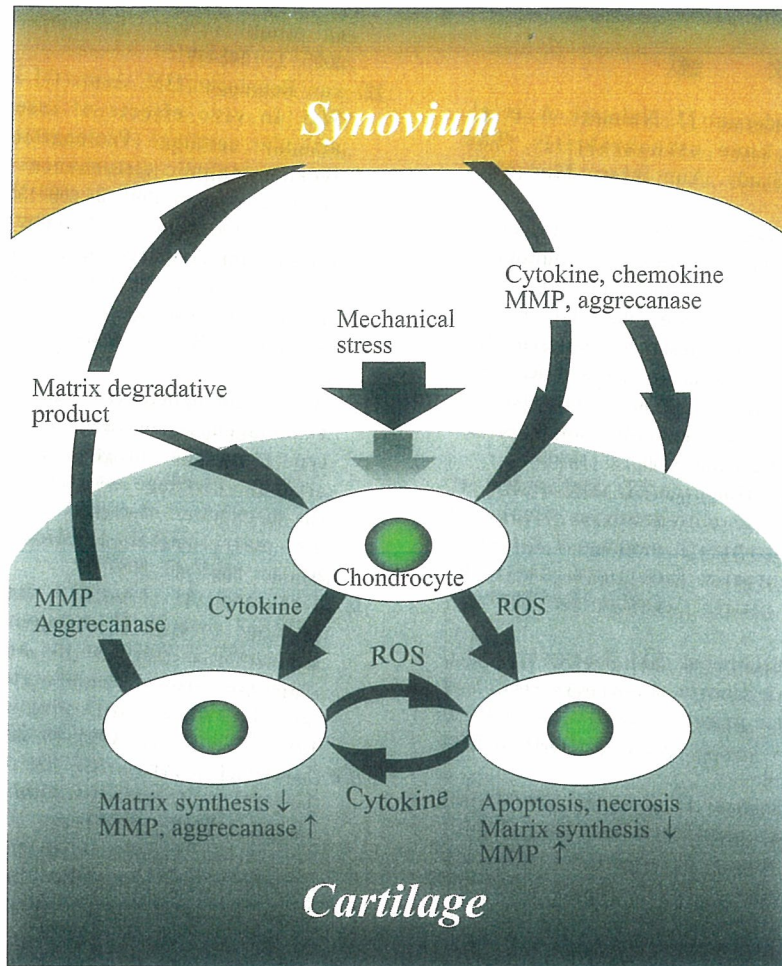 Synovium
Cytokine, chemokine
MMP, aggrecanase
Mechanical
stress
Matrix degradative
product
Chondrocyte
MMP
Aggrecanase
Cytokine
ROS
ROS
Cytokine
Matrix synthesis ↓
MMP, aggrecanase ↑
Apoptosis, necrosis
Matrix synthesis ↓
MMP ↑
Cartilage